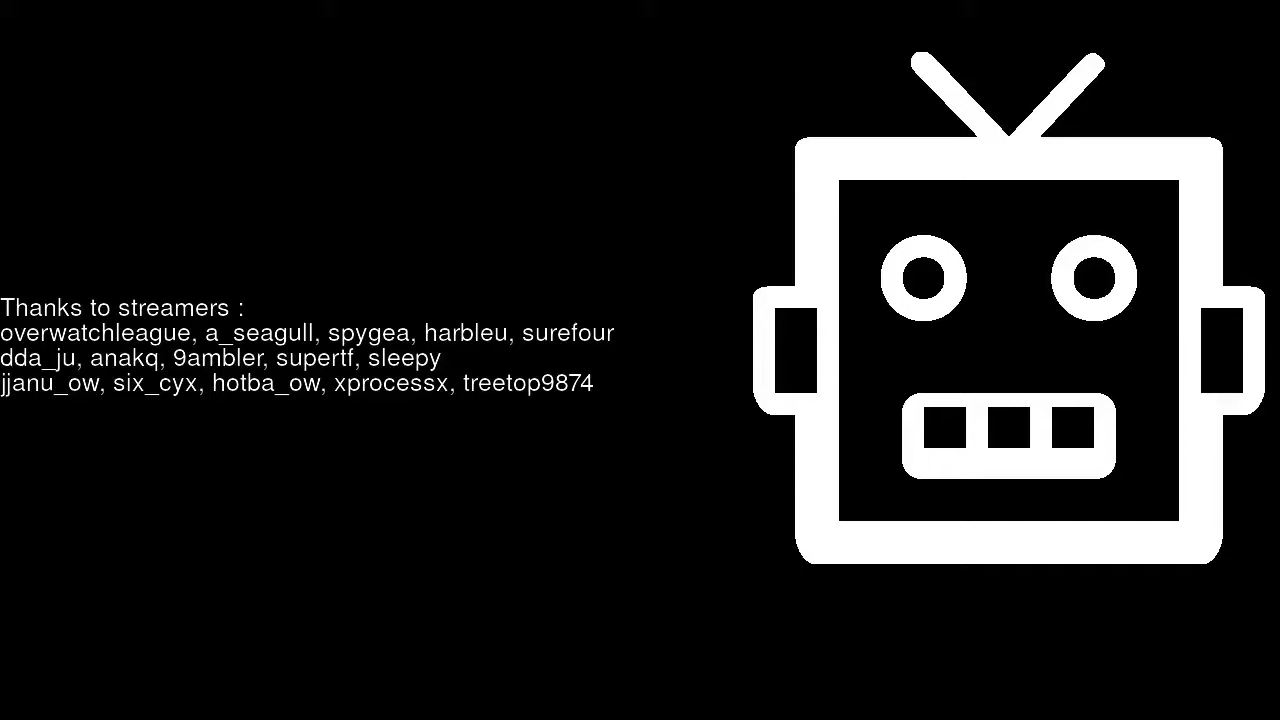 Thanks to streamers :
overwatchleague, a_seagull, spygea, harbleu, surefour
dda_ju, anakq, 9ambler, supertf, sleepy
jjanu_ow, six_cyx, hotba_ow, xprocessx, treetop9874